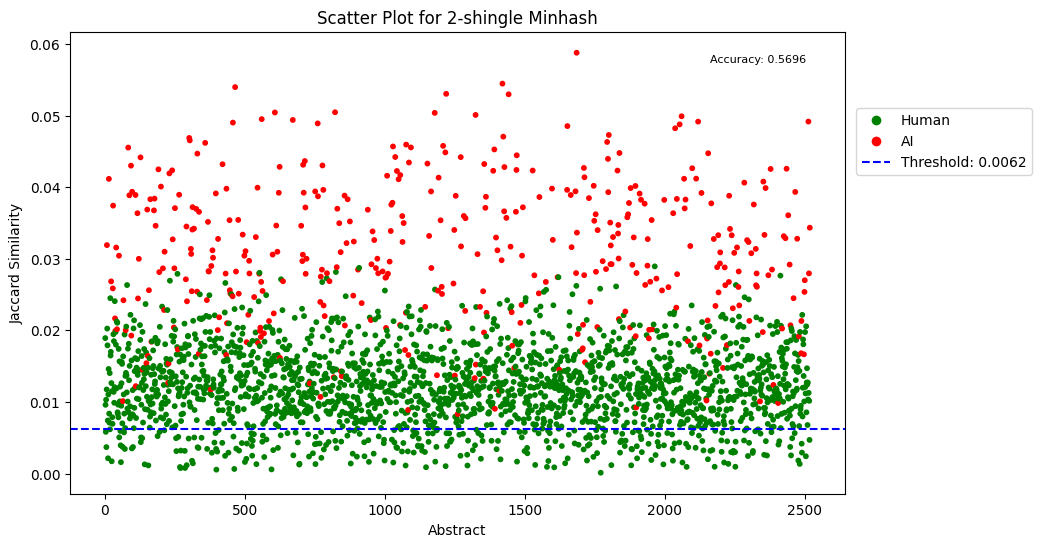 Scatter Plot for 2-shingle Minhash
Accuracy: 0.5696
Human
AI
Threshold: 0.0062
Jaccard Similarity
0.06
0.05
0.04
0.03
0.02
0.01
0.00
0 500 1000 1500 2000 2500
Abstract